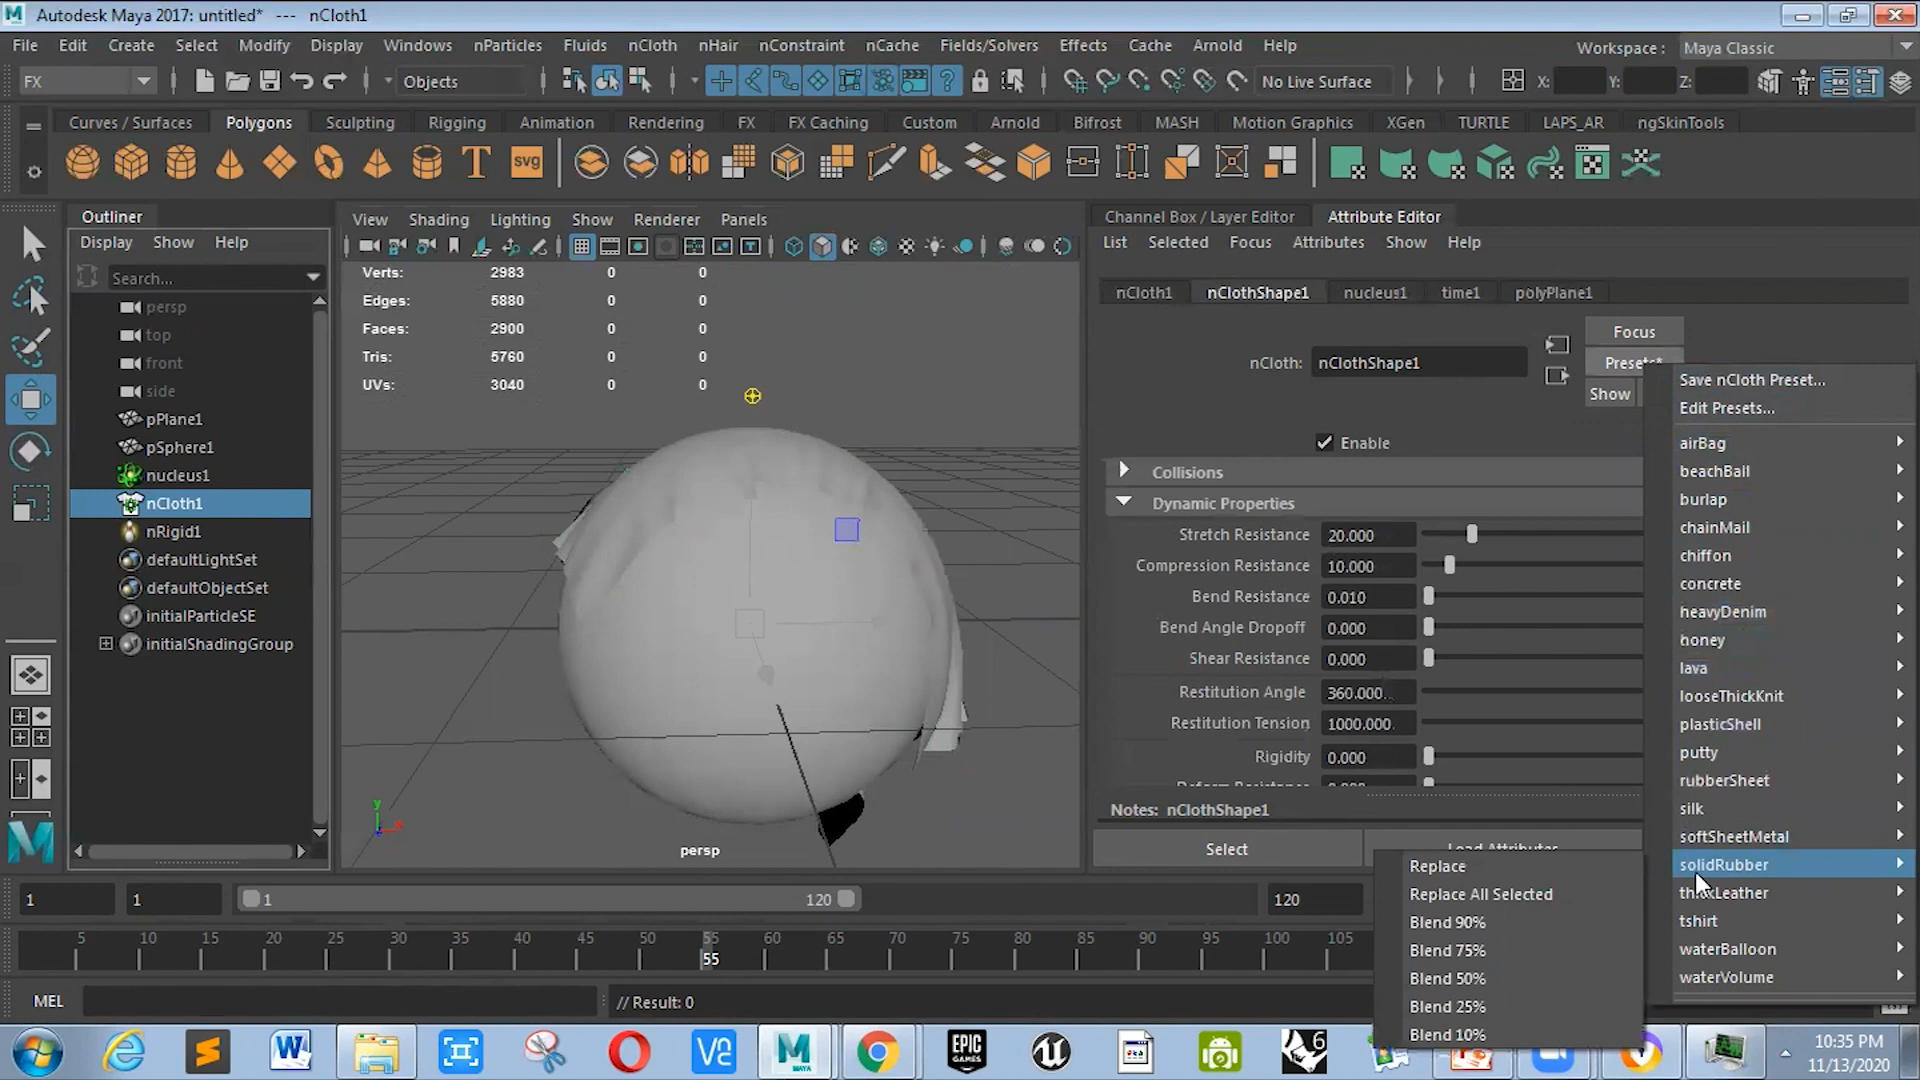 Autodesk Maya 2017: untitled*  ---  nCloth1
File Edit Create Select Modify Display Windows nParticles Fluids nCloth nHair nConstraint nCache Fields/Solvers Effects Cache Arnold Help Workspace : Maya Classic
FX Objects No Live Surface X: Y: Z:
Curves / Surfaces Polygons Sculpting Rigging Animation Rendering FX FX Caching Custom Arnold Bifrost MASH Motion Graphics XGen TURTLE LAPS_AR ngSkinTools
T svg
Outliner
Display Show Help
Search...
persp
top
front
side
pPlane1
pSphere1
nucleus1
nCloth1
nRigid1
defaultLightSet
defaultObjectSet
initialParticleSE
initialShadingGroup
View Shading Lighting Show Renderer Panels
Verts: 2983 0 0
Edges: 5880 0 0
Faces: 2900 0 0
Tris: 5760 0 0
UVs: 3040 0 0
y
x
persp
Channel Box / Layer Editor Attribute Editor
List Selected Focus Attributes Show Help
nCloth1 nClothShape1 nucleus1 time1 polyPlane1
Focus
nCloth: nClothShape1 Presets*
Show
Enable
Collisions
Dynamic Properties
Stretch Resistance 20.000
Compression Resistance 10.000
Bend Resistance 0.010
Bend Angle Dropoff 0.000
Shear Resistance 0.000
Restitution Angle 360.000
Restitution Tension 1000.000
Rigidity 0.000
Notes: nClothShape1
Select Load Attributes
Save nCloth Preset...
Edit Presets...
airBag
beachBall
burlap
chainMail
chiffon
concrete
heavyDenim
honey
lava
looseThickKnit
plasticShell
putty
rubberSheet
silk
softSheetMetal
solidRubber
thickLeather
tshirt
waterBalloon
waterVolume
Replace
Replace All Selected
Blend 90%
Blend 75%
Blend 50%
Blend 25%
Blend 10%
1 1 1 120 120
5 10 15 20 25 30 35 40 45 50 55 60 65 70 75 80 85 90 95 100 105
55
MEL // Result: 0
EPIC GAMES
MAYA
6
10:35 PM
11/13/2020